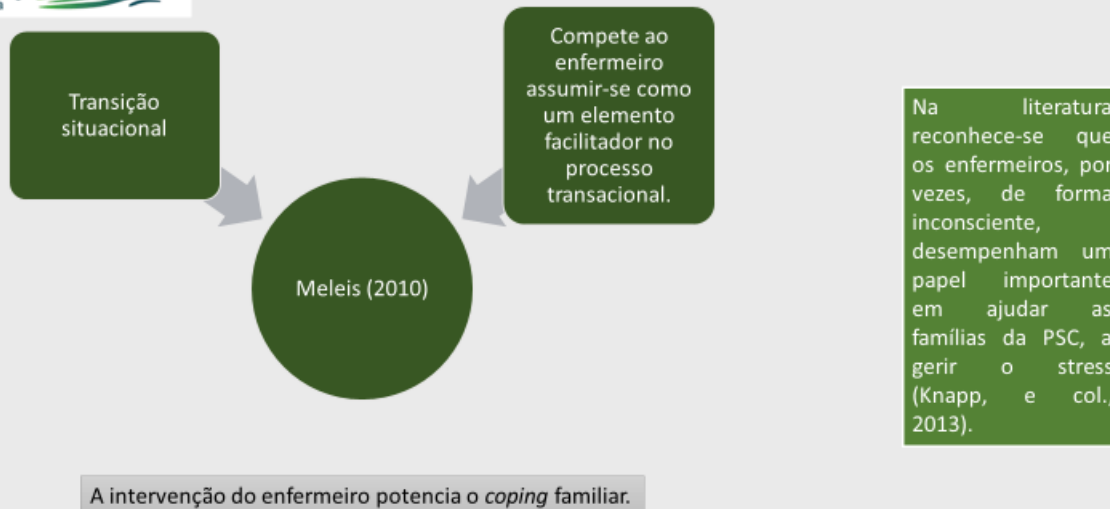 Transição
situacional
Compete ao
enfermeiro
assumir-se como
um elemento
facilitador no
processo
transacional.
Meleis (2010)
Na literatura
reconhece-se que
os enfermeiros, por
vezes, de forma
inconsciente,
desempenham um
papel importante
em ajudar as
famílias da PSC, a
gerir o stress
(Knapp, e col.,
2013).
A intervenção do enfermeiro potencia o coping familiar.